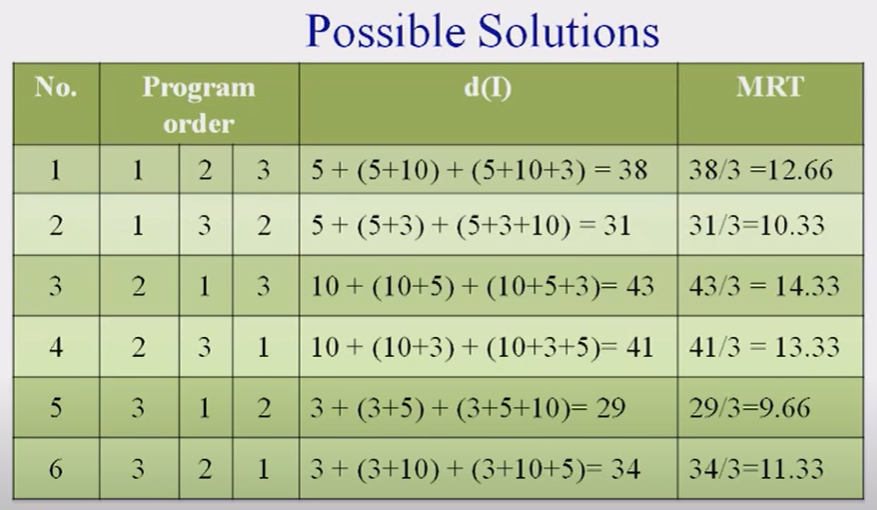 Possible Solutions
No. Program order d(I) MRT
1 1 2 3 5 + (5+10) + (5+10+3) = 38 38/3 =12.66
2 1 3 2 5 + (5+3) + (5+3+10) = 31 31/3=10.33
3 2 1 3 10 + (10+5) + (10+5+3)= 43 43/3 = 14.33
4 2 3 1 10 + (10+3) + (10+3+5)= 41 41/3 = 13.33
5 3 1 2 3 + (3+5) + (3+5+10)= 29 29/3=9.66
6 3 2 1 3 + (3+10) + (3+10+5)= 34 34/3=11.33